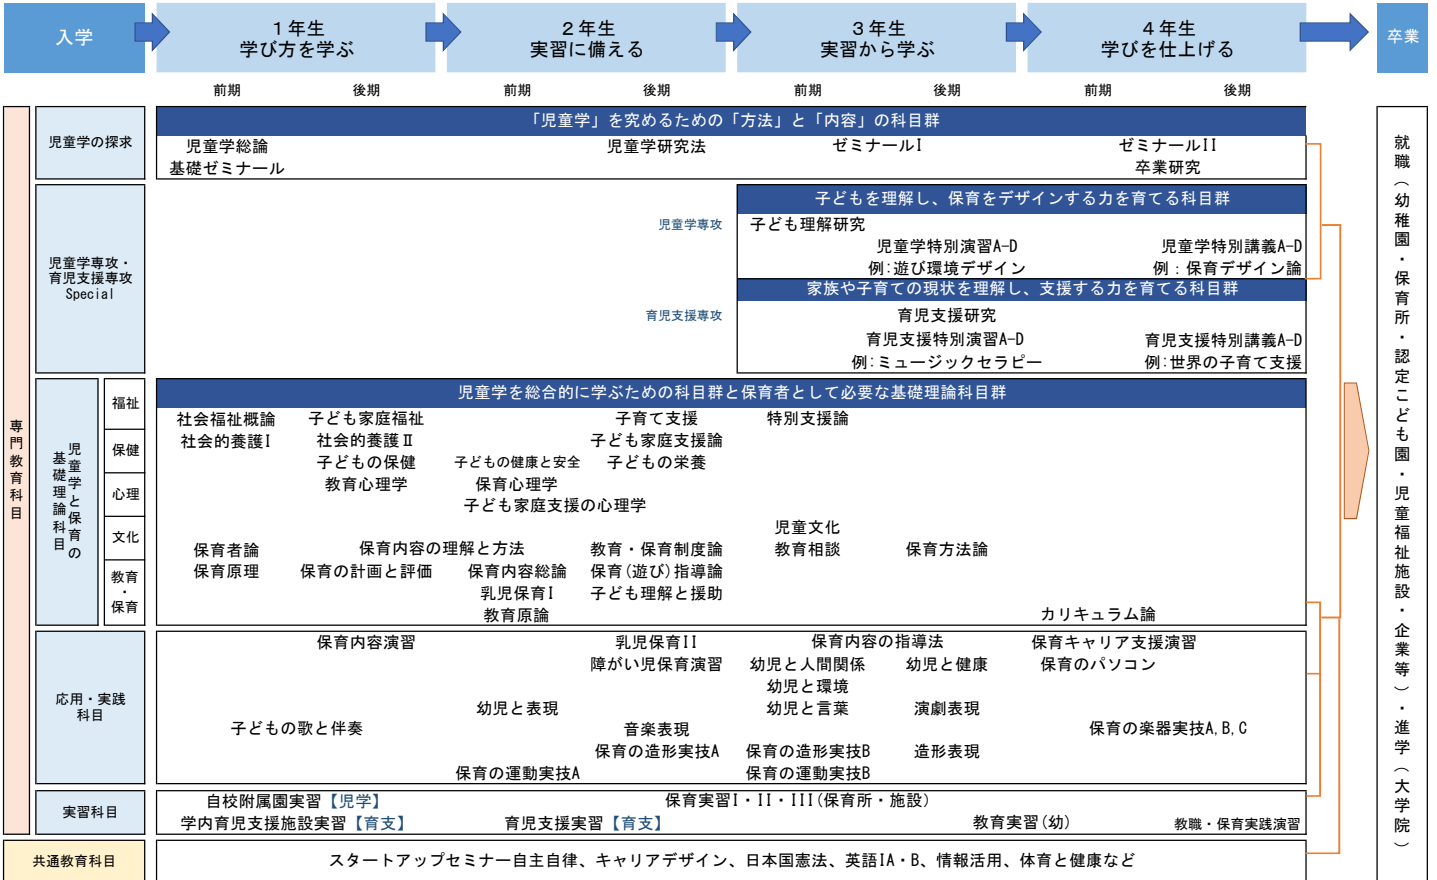 入学
1年生
学び方を学ぶ
2年生
実習に備える
3年生
実習から学ぶ
4年生
学びを仕上げる
卒業
前期 後期 前期 後期 前期 後期 前期 後期
専門教育科目
児童学の探求
「児童学」を究めるための「方法」と「内容」の科目群
児童学総論 児童学研究法 ゼミナールI ゼミナールII
基礎ゼミナール 卒業研究
児童学専攻・
育児支援専攻
Special
子どもを理解し、保育をデザインする力を育てる科目群
児童学専攻 子ども理解研究
児童学特別演習A-D 児童学特別講義A-D
例:遊び環境デザイン 例：保育デザイン論
家族や子育ての現状を理解し、支援する力を育てる科目群
育児支援専攻 育児支援研究
育児支援特別演習A-D 育児支援特別講義A-D
例:ミュージックセラピー 例:世界の子育て支援
児童学と保育の
基礎理論科目
福祉
保健
心理
文化
教育
・
保育
児童学を総合的に学ぶための科目群と保育者として必要な基礎理論科目群
社会福祉概論 子ども家庭福祉 子育て支援 特別支援論
社会的養護I 社会的養護Ⅱ 子ども家庭支援論
子どもの保健 子どもの健康と安全 子どもの栄養
教育心理学 保育心理学
子ども家庭支援の心理学
児童文化
保育者論 保育内容の理解と方法 教育・保育制度論 教育相談 保育方法論
保育原理 保育の計画と評価 保育内容総論 保育(遊び)指導論
乳児保育I 子ども理解と援助
教育原論 カリキュラム論
応用・実践
科目
保育内容演習 乳児保育II 保育内容の指導法 保育キャリア支援演習
障がい児保育演習 幼児と人間関係 幼児と健康 保育のパソコン
幼児と環境
幼児と表現 幼児と言葉 演劇表現
子どもの歌と伴奏 音楽表現 保育の楽器実技A,B,C
保育の造形実技A 保育の造形実技B 造形表現
保育の運動実技A 保育の運動実技B
実習科目
自校附属園実習【児学】 保育実習I・II・III(保育所・施設)
学内育児支援施設実習【育支】 育児支援実習【育支】 教育実習(幼) 教職・保育実践演習
共通教育科目
スタートアップセミナー自主自律、キャリアデザイン、日本国憲法、英語IA・B、情報活用、体育と健康など
就職（幼稚園・保育所・認定こども園・児童福祉施設・企業等）・進学（大学院）